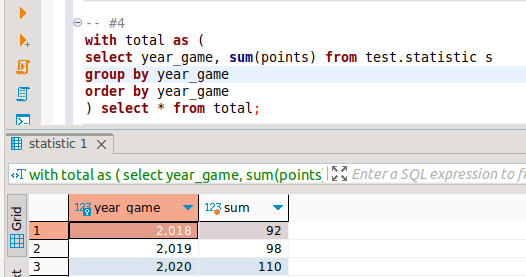 -- #4
with total as (
select year_game, sum(points) from test.statistic s
group by year_game
order by year_game
) select * from total;
statistic 1
with total as ( select year_game, sum(points) Enter a SQL expression to fi
Grid year_game sum
1 2,018 92
2 2,019 98
3 2,020 110